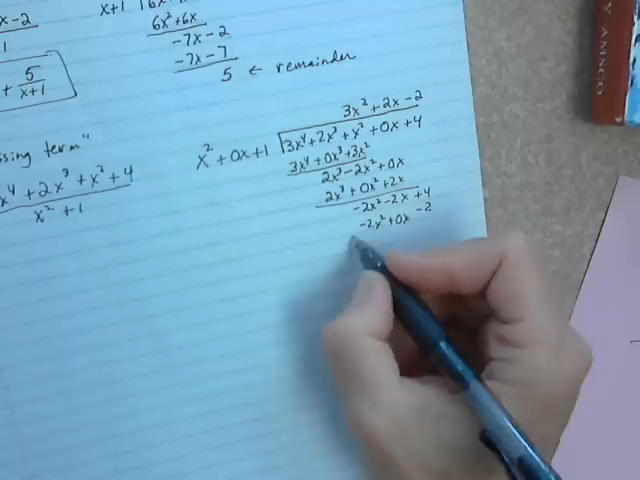 x-2
x+1
6x²+6x
1
-7x-2
-7x-7
+ 5/(x+1)
5 ← remainder
3x²+2x-2
x²+0x+1
3x⁴+2x³+x²+0x+4
3x⁴+0x³+3x²
2x³-2x²+0x
2x³+0x²+2x
-2x²-2x+4
-2x²+0x-2
term"
x⁴+2x³+x²+4
x²+1
AMSCO